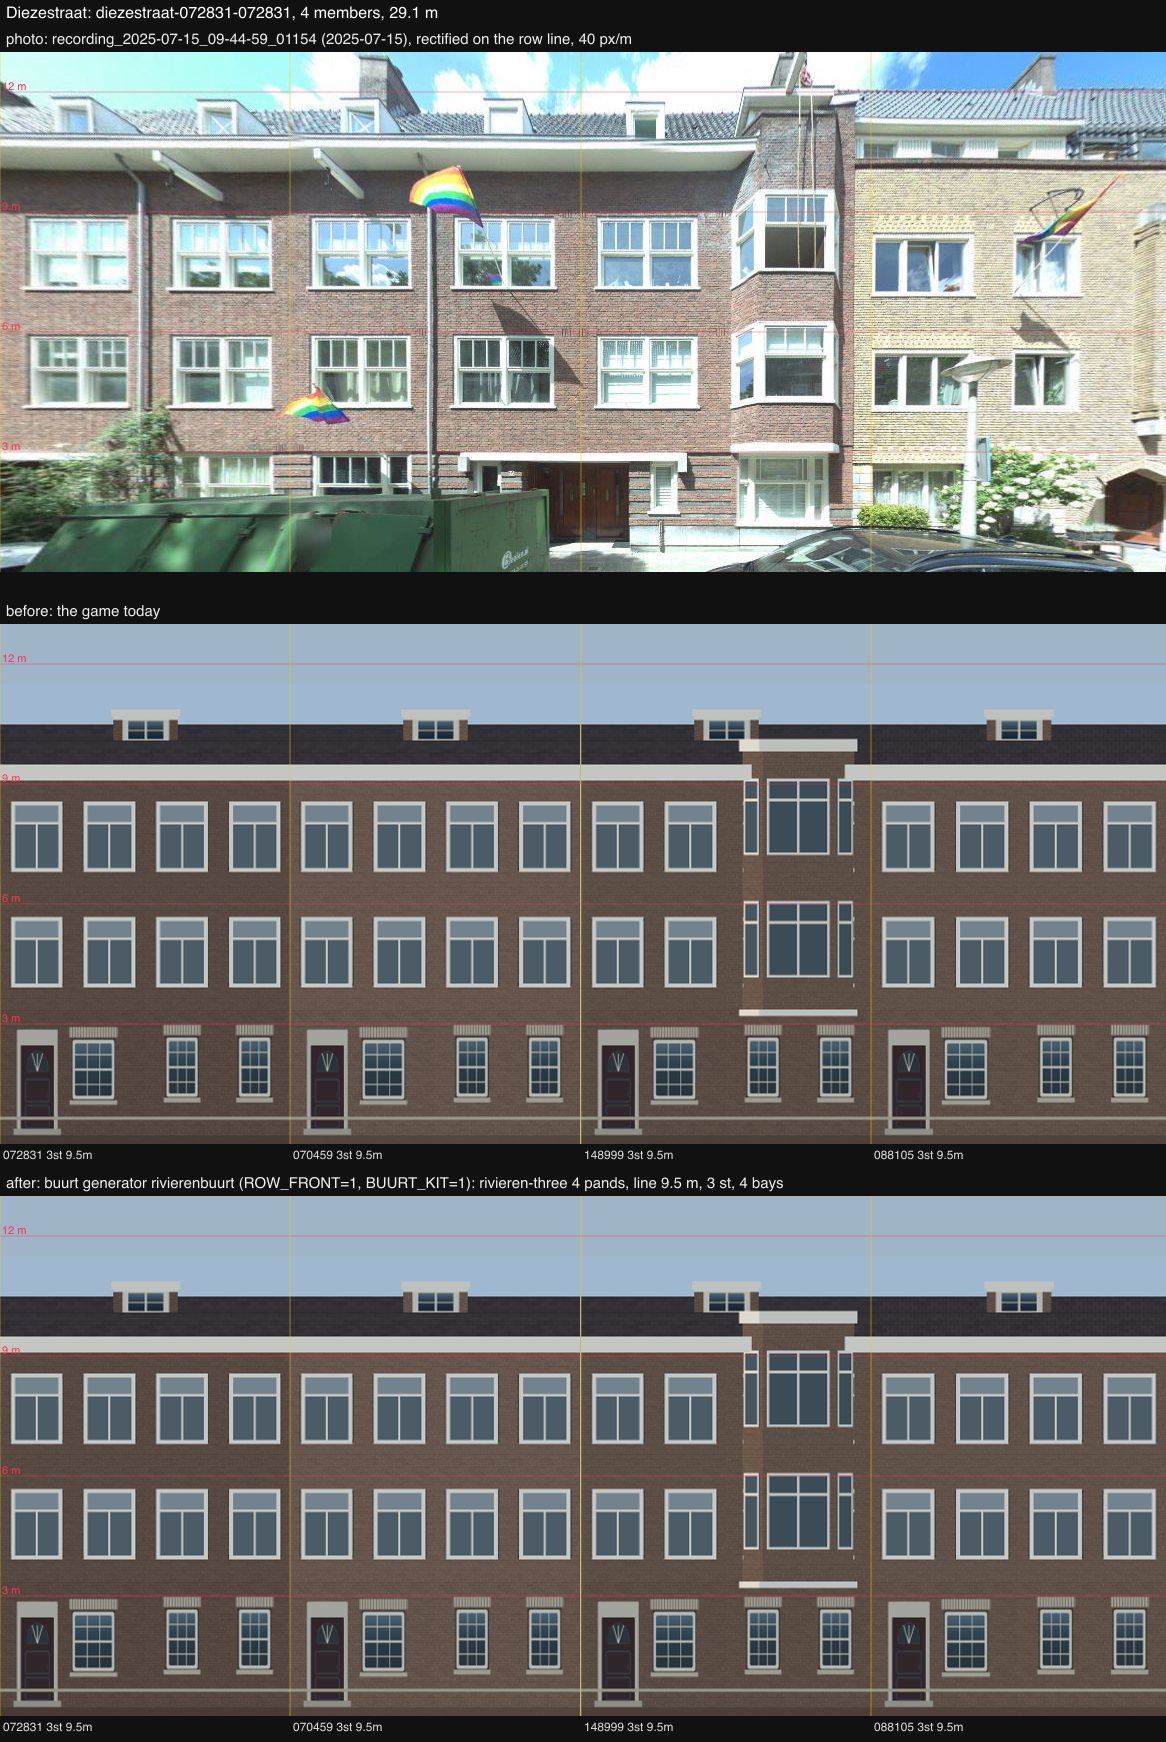 Diezestraat: diezestraat-072831-072831, 4 members, 29.1 m
photo: recording_2025-07-15_09-44-59_01154 (2025-07-15), rectified on the row line, 40 px/m
12 m
9 m
6 m
3 m
before: the game today
12 m
9 m
6 m
3 m
072831 3st 9.5m
070459 3st 9.5m
148999 3st 9.5m
088105 3st 9.5m
after: buurt generator rivierenbuurt (ROW_FRONT=1, BUURT_KIT=1): rivieren-three 4 pands, line 9.5 m, 3 st, 4 bays
12 m
9 m
6 m
3 m
072831 3st 9.5m
070459 3st 9.5m
148999 3st 9.5m
088105 3st 9.5m